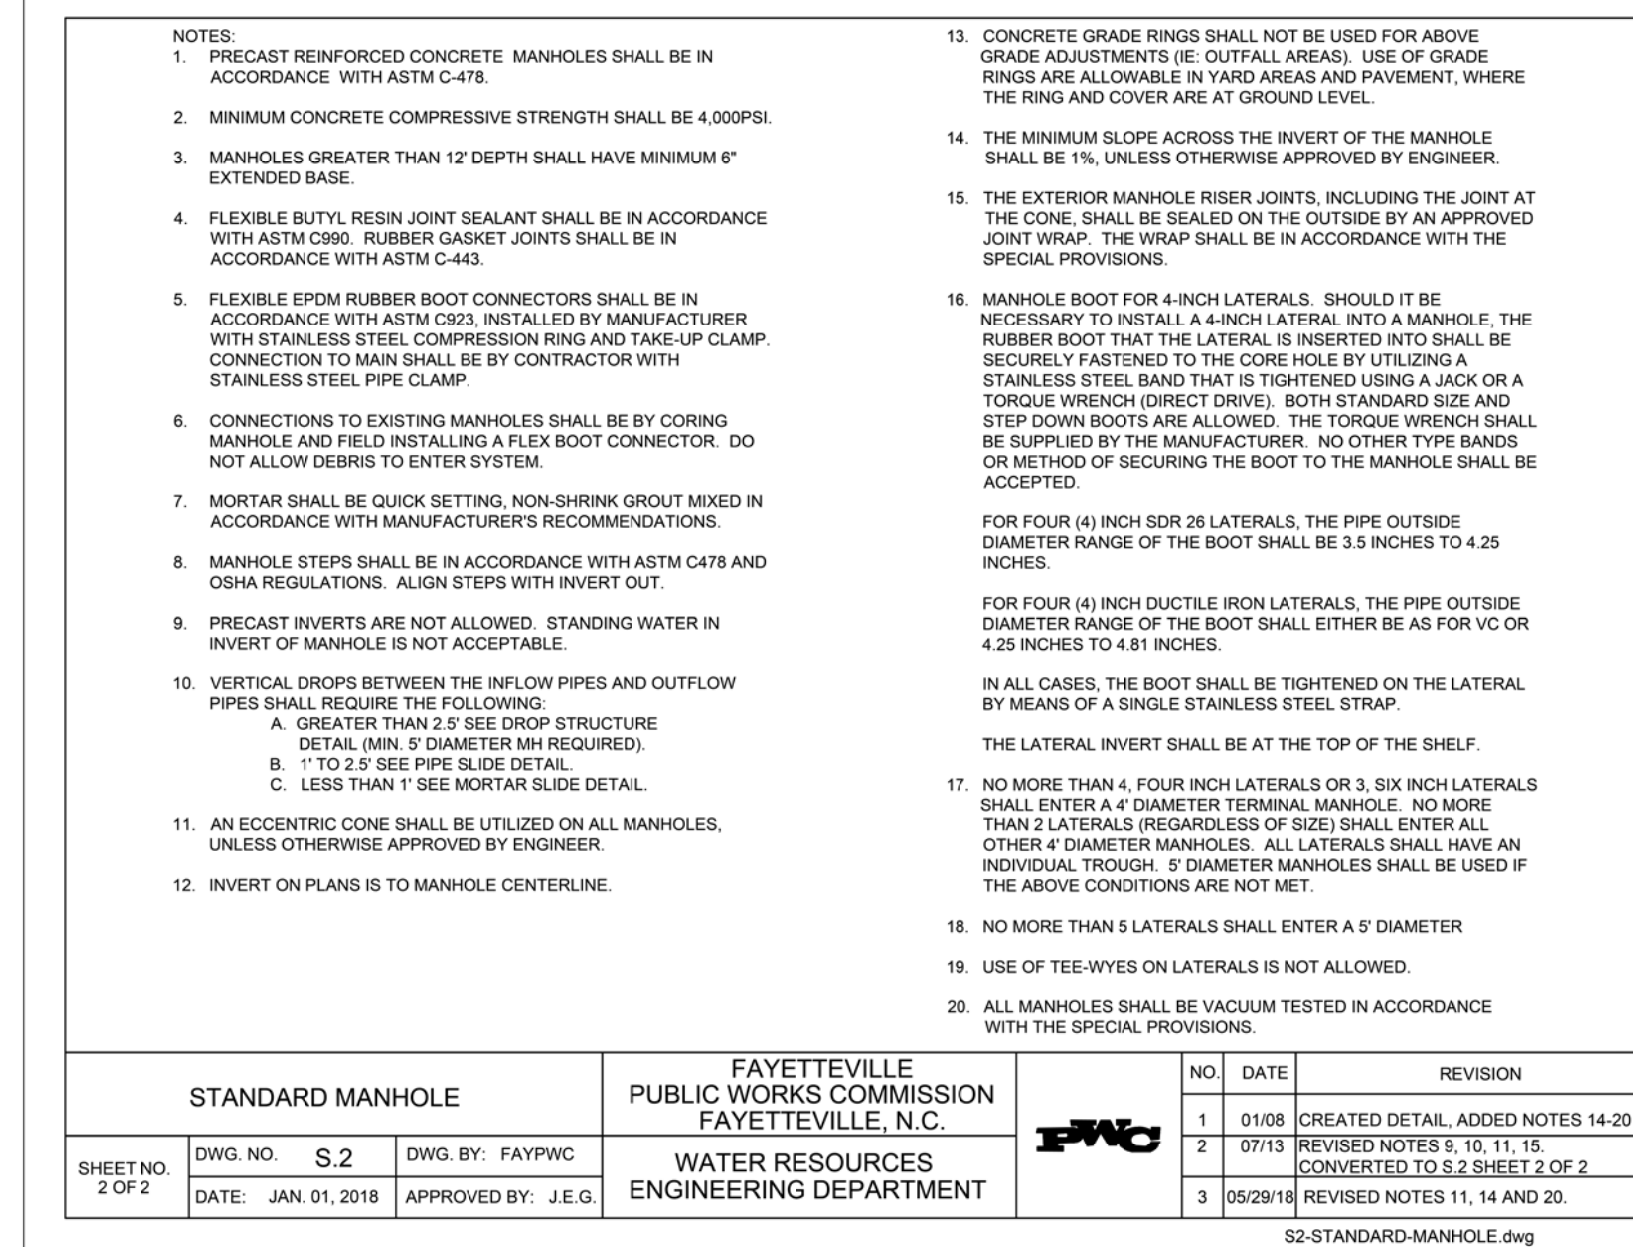 NOTES:
1. PRECAST REINFORCED CONCRETE MANHOLES SHALL BE IN
ACCORDANCE WITH ASTM C-478.
2. MINIMUM CONCRETE COMPRESSIVE STRENGTH SHALL BE 4,000PSI.
3. MANHOLES GREATER THAN 12' DEPTH SHALL HAVE MINIMUM 6"
EXTENDED BASE.
4. FLEXIBLE BUTYL RESIN JOINT SEALANT SHALL BE IN ACCORDANCE
WITH ASTM C990. RUBBER GASKET JOINTS SHALL BE IN
ACCORDANCE WITH ASTM C-443.
5. FLEXIBLE EPDM RUBBER BOOT CONNECTORS SHALL BE IN
ACCORDANCE WITH ASTM C923, INSTALLED BY MANUFACTURER
WITH STAINLESS STEEL COMPRESSION RING AND TAKE-UP CLAMP.
CONNECTION TO MAIN SHALL BE BY CONTRACTOR WITH
STAINLESS STEEL PIPE CLAMP.
6. CONNECTIONS TO EXISTING MANHOLES SHALL BE BY CORING
MANHOLE AND FIELD INSTALLING A FLEX BOOT CONNECTOR. DO
NOT ALLOW DEBRIS TO ENTER SYSTEM.
7. MORTAR SHALL BE QUICK SETTING, NON-SHRINK GROUT MIXED IN
ACCORDANCE WITH MANUFACTURER'S RECOMMENDATIONS.
8. MANHOLE STEPS SHALL BE IN ACCORDANCE WITH ASTM C478 AND
OSHA REGULATIONS. ALIGN STEPS WITH INVERT OUT.
9. PRECAST INVERTS ARE NOT ALLOWED. STANDING WATER IN
INVERT OF MANHOLE IS NOT ACCEPTABLE.
10. VERTICAL DROPS BETWEEN THE INFLOW PIPES AND OUTFLOW
PIPES SHALL REQUIRE THE FOLLOWING:
A. GREATER THAN 2.5' SEE DROP STRUCTURE
DETAIL (MIN. 5' DIAMETER MH REQUIRED).
B. 1' TO 2.5' SEE PIPE SLIDE DETAIL.
C. LESS THAN 1' SEE MORTAR SLIDE DETAIL.
11. AN ECCENTRIC CONE SHALL BE UTILIZED ON ALL MANHOLES,
UNLESS OTHERWISE APPROVED BY ENGINEER.
12. INVERT ON PLANS IS TO MANHOLE CENTERLINE.
13. CONCRETE GRADE RINGS SHALL NOT BE USED FOR ABOVE
GRADE ADJUSTMENTS (IE: OUTFALL AREAS). USE OF GRADE
RINGS ARE ALLOWABLE IN YARD AREAS AND PAVEMENT, WHERE
THE RING AND COVER ARE AT GROUND LEVEL.
14. THE MINIMUM SLOPE ACROSS THE INVERT OF THE MANHOLE
SHALL BE 1%, UNLESS OTHERWISE APPROVED BY ENGINEER.
15. THE EXTERIOR MANHOLE RISER JOINTS, INCLUDING THE JOINT AT
THE CONE, SHALL BE SEALED ON THE OUTSIDE BY AN APPROVED
JOINT WRAP. THE WRAP SHALL BE IN ACCORDANCE WITH THE
SPECIAL PROVISIONS.
16. MANHOLE BOOT FOR 4-INCH LATERALS. SHOULD IT BE
NECESSARY TO INSTALL A 4-INCH LATERAL INTO A MANHOLE, THE
RUBBER BOOT THAT THE LATERAL IS INSERTED INTO SHALL BE
SECURELY FASTENED TO THE CORE HOLE BY UTILIZING A
STAINLESS STEEL BAND THAT IS TIGHTENED USING A JACK OR A
TORQUE WRENCH (DIRECT DRIVE). BOTH STANDARD SIZE AND
STEP DOWN BOOTS ARE ALLOWED. THE TORQUE WRENCH SHALL
BE SUPPLIED BY THE MANUFACTURER. NO OTHER TYPE BANDS
OR METHOD OF SECURING THE BOOT TO THE MANHOLE SHALL BE
ACCEPTED.
FOR FOUR (4) INCH SDR 26 LATERALS, THE PIPE OUTSIDE
DIAMETER RANGE OF THE BOOT SHALL BE 3.5 INCHES TO 4.25
INCHES.
FOR FOUR (4) INCH DUCTILE IRON LATERALS, THE PIPE OUTSIDE
DIAMETER RANGE OF THE BOOT SHALL EITHER BE AS FOR VC OR
4.25 INCHES TO 4.81 INCHES.
IN ALL CASES, THE BOOT SHALL BE TIGHTENED ON THE LATERAL
BY MEANS OF A SINGLE STAINLESS STEEL STRAP.
THE LATERAL INVERT SHALL BE AT THE TOP OF THE SHELF.
17. NO MORE THAN 4, FOUR INCH LATERALS OR 3, SIX INCH LATERALS
SHALL ENTER A 4' DIAMETER TERMINAL MANHOLE. NO MORE
THAN 2 LATERALS (REGARDLESS OF SIZE) SHALL ENTER ALL
OTHER 4' DIAMETER MANHOLES. ALL LATERALS SHALL HAVE AN
INDIVIDUAL TROUGH. 5' DIAMETER MANHOLES SHALL BE USED IF
THE ABOVE CONDITIONS ARE NOT MET.
18. NO MORE THAN 5 LATERALS SHALL ENTER A 5' DIAMETER
19. USE OF TEE-WYES ON LATERALS IS NOT ALLOWED.
20. ALL MANHOLES SHALL BE VACUUM TESTED IN ACCORDANCE
WITH THE SPECIAL PROVISIONS.
STANDARD MANHOLE
SHEET NO.
2 OF 2
DWG. NO. S.2
DWG. BY: FAYPWC
DATE: JAN. 01, 2018
APPROVED BY: J.E.G.
FAYETTEVILLE
PUBLIC WORKS COMMISSION
FAYETTEVILLE, N.C.
WATER RESOURCES
ENGINEERING DEPARTMENT
PWC
NO. DATE REVISION
1 01/08 CREATED DETAIL, ADDED NOTES 14-20
2 07/13 REVISED NOTES 9, 10, 11, 15.
CONVERTED TO S.2 SHEET 2 OF 2
3 05/29/18 REVISED NOTES 11, 14 AND 20.
S2-STANDARD-MANHOLE.dwg